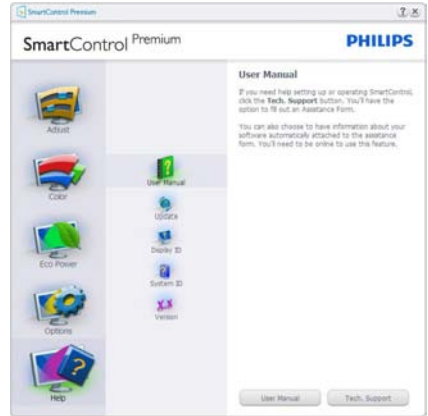 SmartControl Premium
SmartControl Premium
PHILIPS
Adjust
Color
Eco Power
Options
Help
User Manual
Update
Display ID
System ID
Version
User Manual
If you need help setting up or operating SmartControl,
click the Tech. Support button. You'll have the
option to fill out an Assistance Form.
You can also choose to have information about your
software automatically attached to the assistance
form. You'll need to be online to use this feature.
User Manual
Tech. Support